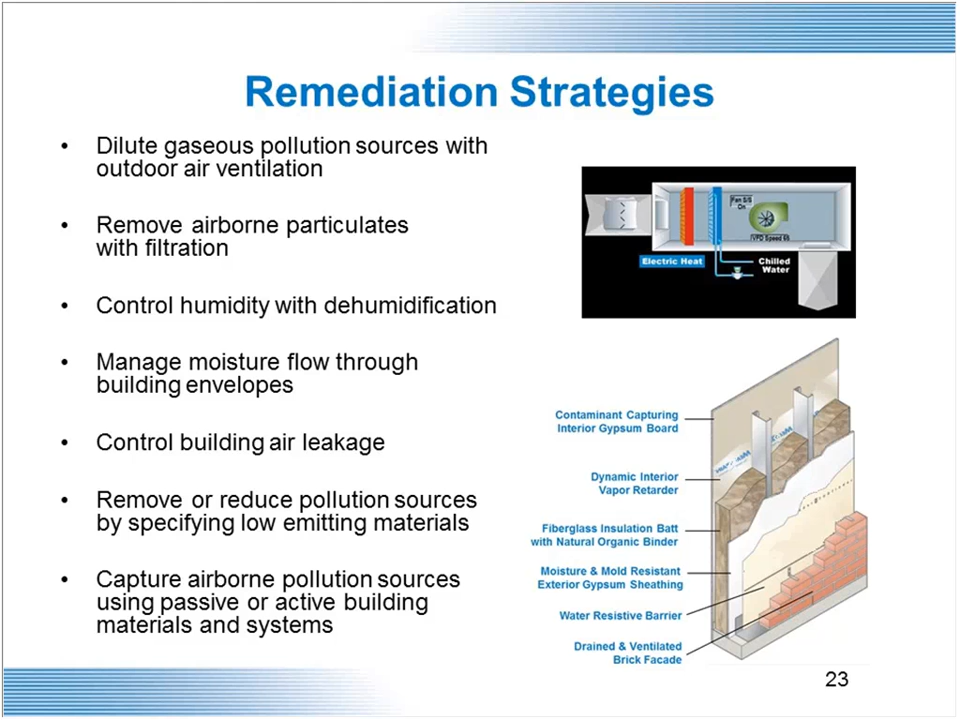 Remediation Strategies
• Dilute gaseous pollution sources with
outdoor air ventilation
• Remove airborne particulates
with filtration
• Control humidity with dehumidification
• Manage moisture flow through
building envelopes
• Control building air leakage
• Remove or reduce pollution sources
by specifying low emitting materials
• Capture airborne pollution sources
using passive or active building
materials and systems
Fan S/S
On
VFD Speed
Electric Heat
Chilled
Water
Contaminant Capturing
Interior Gypsum Board
Dynamic Interior
Vapor Retarder
Fiberglass Insulation Batt
with Natural Organic Binder
Moisture & Mold Resistant
Exterior Gypsum Sheathing
Water Resistive Barrier
Drained & Ventilated
Brick Facade
23